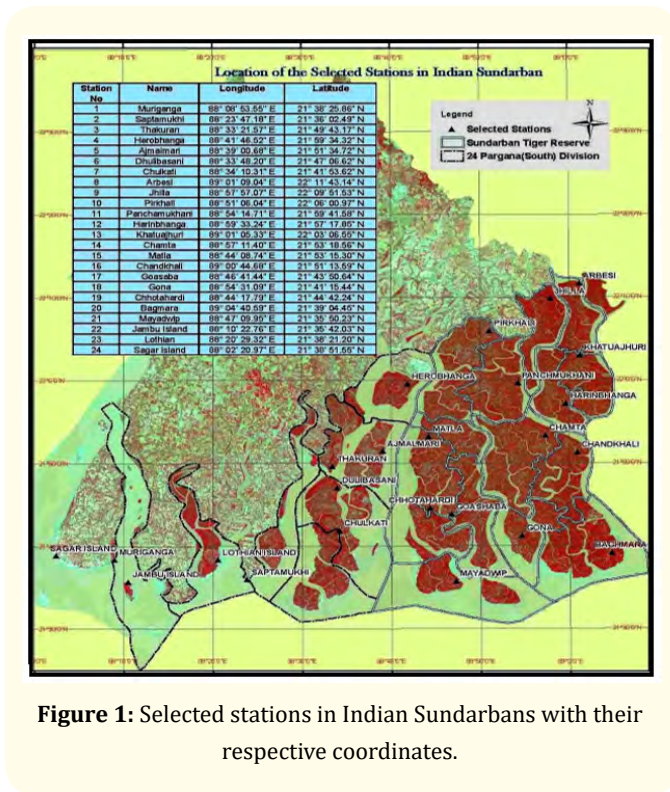 Location of the Selected Stations in Indian Sundarban
Station No Name Longitude Latitude
1 Muriganga 88° 08' 53.55" E 21° 38' 25.86" N
2 Saptamukhi 88° 23' 47.18" E 21° 36' 02.49" N
3 Thakuran 88° 33' 21.57" E 21° 49' 43.17" N
4 Herobhanga 88° 41' 46.52" E 21° 59' 34.32" N
5 Ajmalmari 88° 39' 00.68" E 21° 51' 34.72" N
6 Dhulibasani 88° 33' 48.20" E 21° 47' 06.62" N
7 Chulkati 88° 34' 10.31" E 21° 41' 53.62" N
8 Arbesi 89° 01' 09.04" E 22° 11' 43.14" N
9 Jhilla 88° 57' 57.07" E 22° 09' 51.53" N
10 Pirkhali 88° 51' 06.04" E 22° 06' 00.97" N
11 Panchamukhani 88° 54' 14.71" E 21° 59' 41.58" N
12 Harinbhanga 88° 59' 33.24" E 21° 57' 17.85" N
13 Khatuajhuri 89° 01' 05.33" E 22° 03' 06.55" N
14 Chamta 88° 57' 11.40" E 21° 53' 18.56" N
15 Matla 88° 44' 08.74" E 21° 53' 15.30" N
16 Chandkhali 89° 00' 44.68" E 21° 51' 13.59" N
17 Goasaba 88° 46' 41.44" E 21° 43' 50.64" N
18 Gona 88° 54' 31.09" E 21° 41' 15.44" N
19 Chhotahardi 88° 44' 17.79" E 21° 44' 42.24" N
20 Bagmara 89° 04' 40.59" E 21° 39' 04.45" N
21 Mayadwip 88° 47' 09.95" E 21° 35' 50.23" N
22 Jambu Island 88° 10' 22.76" E 21° 35' 42.03" N
23 Lothian 88° 20' 29.32" E 21° 38' 21.20" N
24 Sagar Island 88° 02' 20.97" E 21° 38' 51.55" N
N
Legend
Selected Stations
Sundarban Tiger Reserve
24 Pargana(South) Division
ARBESI
JHILLA
PIRKHALI
KHATUAJHURI
HEROBHANGA
PANCHMUKHANI
HARINBHANGA
MATLA
CHAMTA
AJMALMARI
CHANDKHALI
THAKURAN
DULIBASANI
CHHOTAHARDI
GOASHABA
CHULKATI
GONA
SAGAR ISLAND
MURIGANGA
LOTHIAN ISLAND
BAGHMARA
JAMBU ISLAND
SAPTAMUKHI
MAYADWIP
Figure 1: Selected stations in Indian Sundarbans with their
respective coordinates.